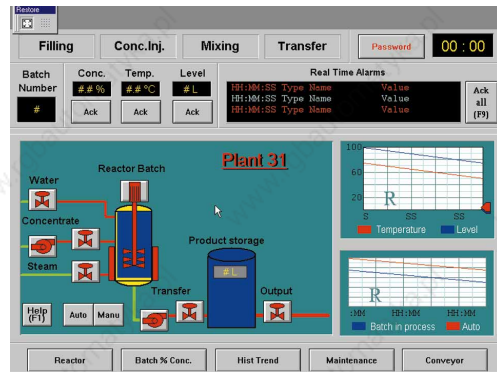 Restore
Filling Conc.Inj. Mixing Transfer Password 00 : 00
Batch Number Conc. Temp. Level Real Time Alarms
# #.# % #.# °C # L
HH:MM:SS Type Name Value
HH:MM:SS Type Name Value
HH:MM:SS Type Name Value
Ack Ack Ack
Ack all (F9)
Plant 31
Reactor Batch
Water
Concentrate
Steam
Product storage
# L
Transfer
Output
Help (F1) Auto Manu
100
60
20
R
S SS SS
Temperature Level
R
:MM HH:MM HH:MM
Batch in process Auto
Reactor Batch % Conc. Hist Trend Maintenance Conveyor